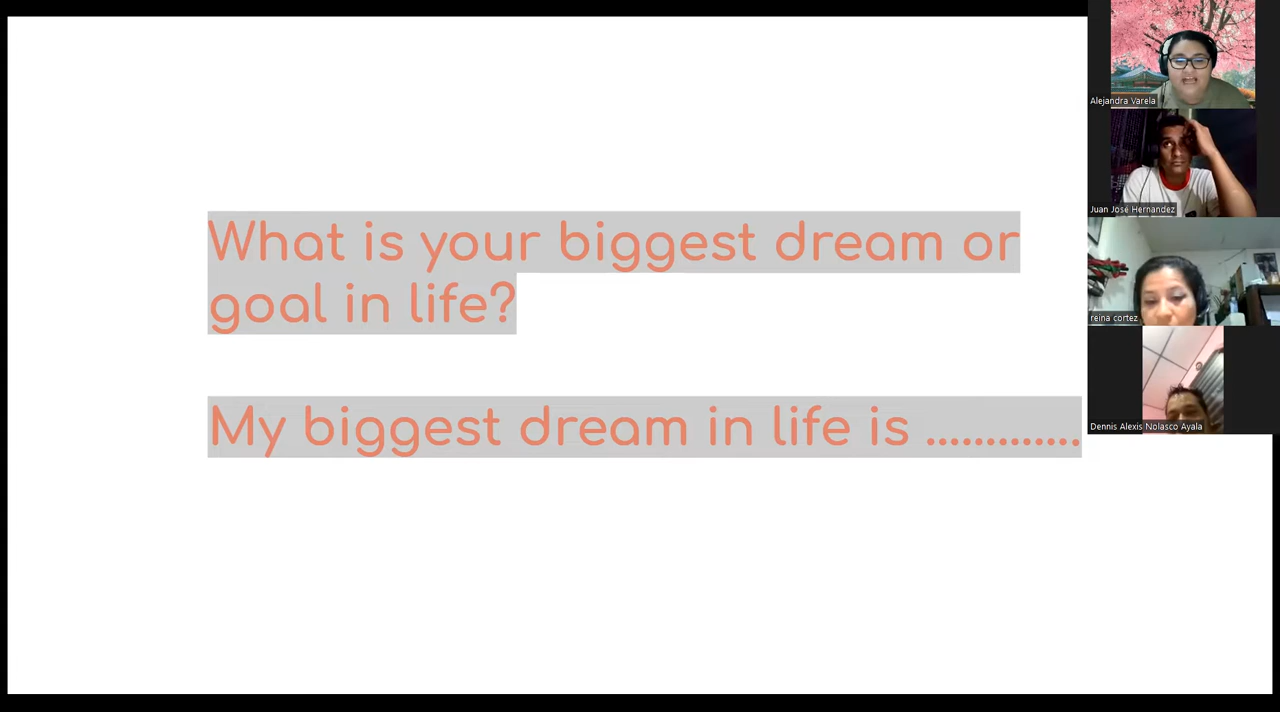 What is your biggest dream or
goal in life?
My biggest dream in life is .............
Alejandra Varela
Juan José Hernandez
reina cortez
Dennis Alexis Nolasco Ayala